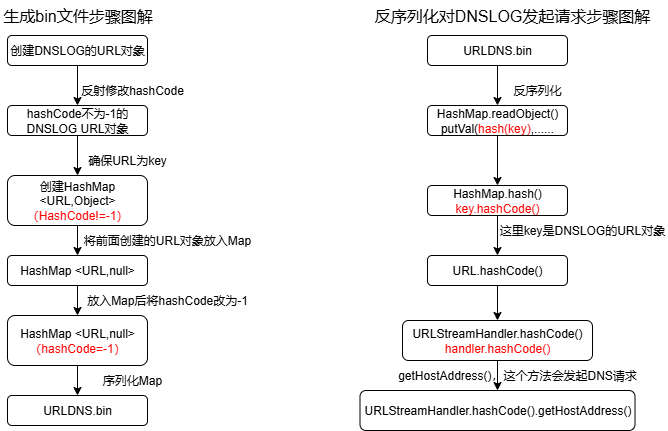 生成bin文件步骤图解
创建DNSLOG的URL对象
反射修改hashCode
hashCode不为-1的
DNSLOG URL对象
确保URL为key
创建HashMap
<URL,Object>
（HashCode!=-1）
将前面创建的URL对象放入Map
HashMap <URL,null>
放入Map后将hashCode改为-1
HashMap <URL,null>
（hashCode=-1）
序列化Map
URLDNS.bin
反序列化对DNSLOG发起请求步骤图解
URLDNS.bin
反序列化
HashMap.readObject()
putVal(hash(key),......
HashMap.hash()
key.hashCode()
这里key是DNSLOG的URL对象
URL.hashCode()
URLStreamHandler.hashCode()
handler.hashCode()
getHostAddress()，这个方法会发起DNS请求
URLStreamHandler.hashCode().getHostAddress()